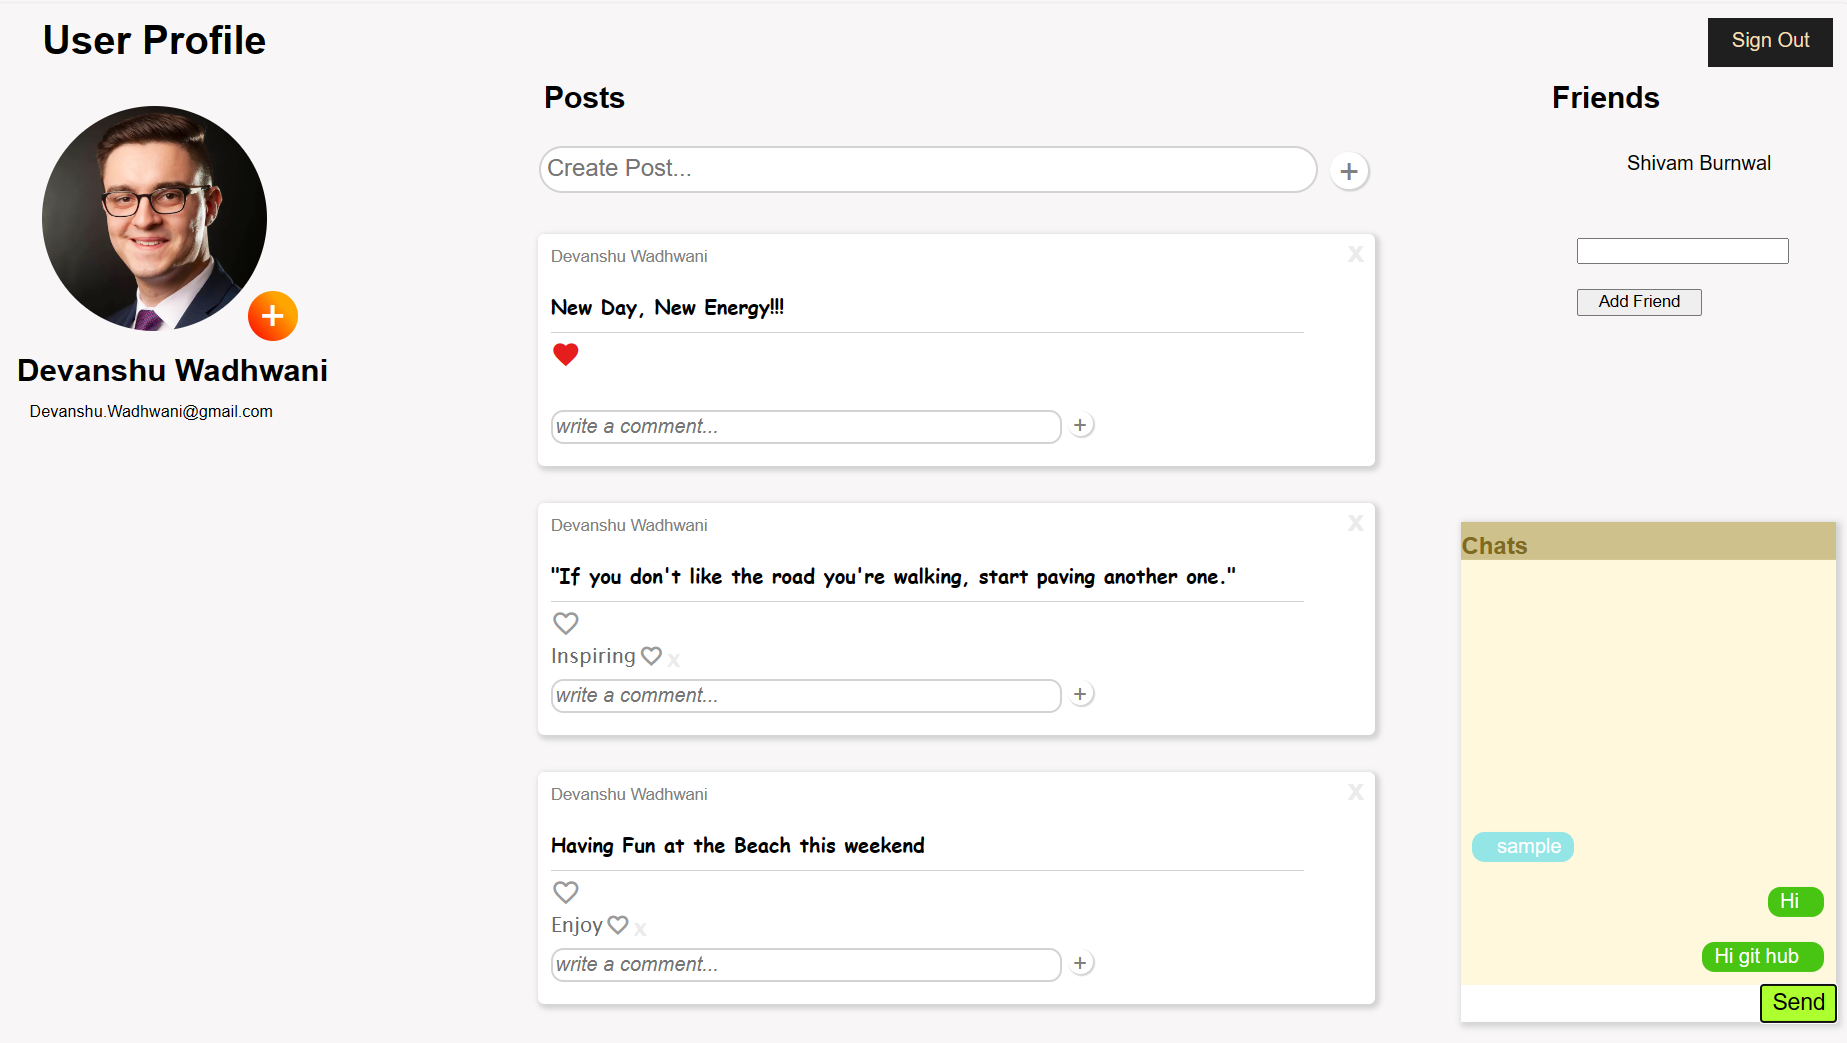 User Profile
Sign Out
Devanshu Wadhwani
Devanshu.Wadhwani@gmail.com
Posts
Create Post...
+
Devanshu Wadhwani
x
New Day, New Energy!!!
write a comment...
+
Devanshu Wadhwani
x
"If you don't like the road you're walking, start paving another one."
Inspiring x
write a comment...
+
Devanshu Wadhwani
x
Having Fun at the Beach this weekend
Enjoy x
write a comment...
+
Friends
Shivam Burnwal
Add Friend
Chats
sample
Hi
Hi git hub
Send